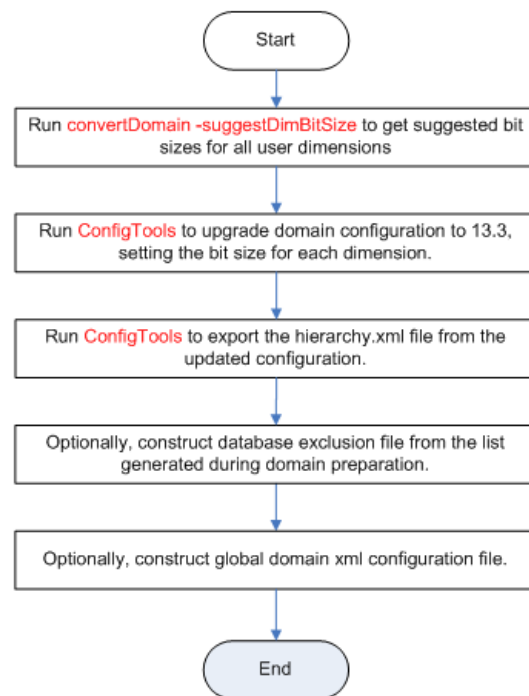 Start
Run convertDomain -suggestDimBitSize to get suggested bit
sizes for all user dimensions
Run ConfigTools to upgrade domain configuration to 13.3,
setting the bit size for each dimension.
Run ConfigTools to export the hierarchy.xml file from the
updated configuration.
Optionally, construct database exclusion file from the list
generated during domain preparation.
Optionally, construct global domain xml configuration file.
End